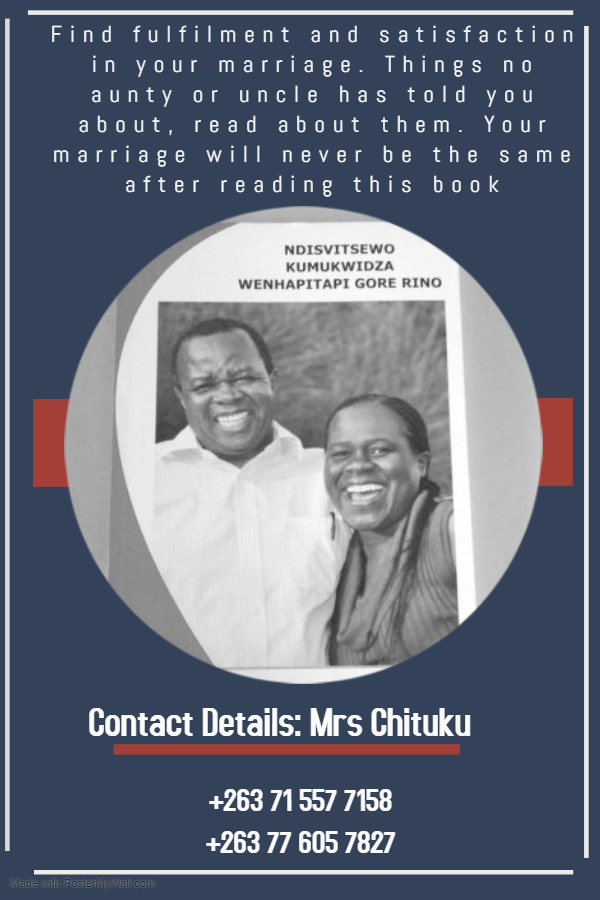 Find fulfilment and satisfaction
in your marriage. Things no
aunty or uncle has told you
about, read about them. Your
marriage will never be the same
after reading this book
NDISVITSEWO
KUMUKWIDZA
WENHAPITAPI GORE RINO
Contact Details: Mrs Chituku
+263 71 557 7158
+263 77 605 7827
Made with PosterMyWall.com